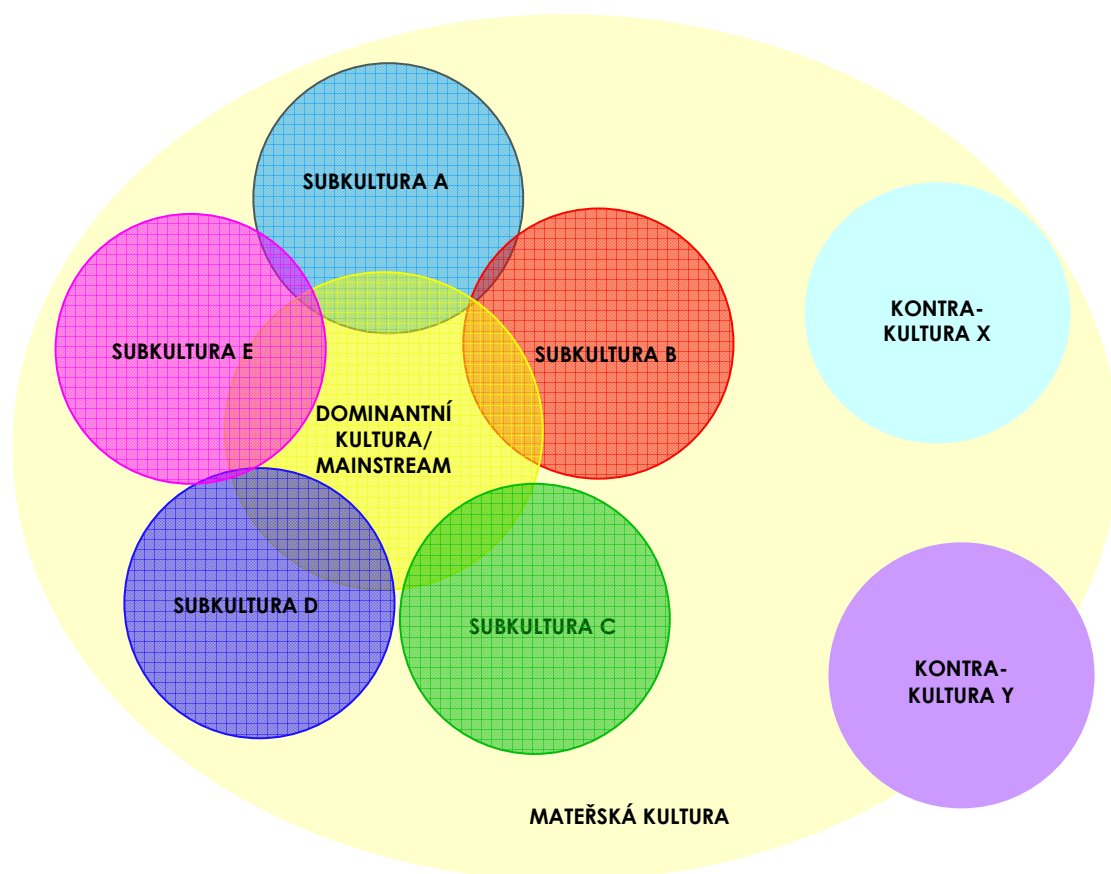 SUBKULTURA A
KONTRA-
KULTURA X
SUBKULTURA E
SUBKULTURA B
DOMINANTNÍ
KULTURA/
MAINSTREAM
SUBKULTURA D
SUBKULTURA C
KONTRA-
KULTURA Y
MATEŘSKÁ KULTURA